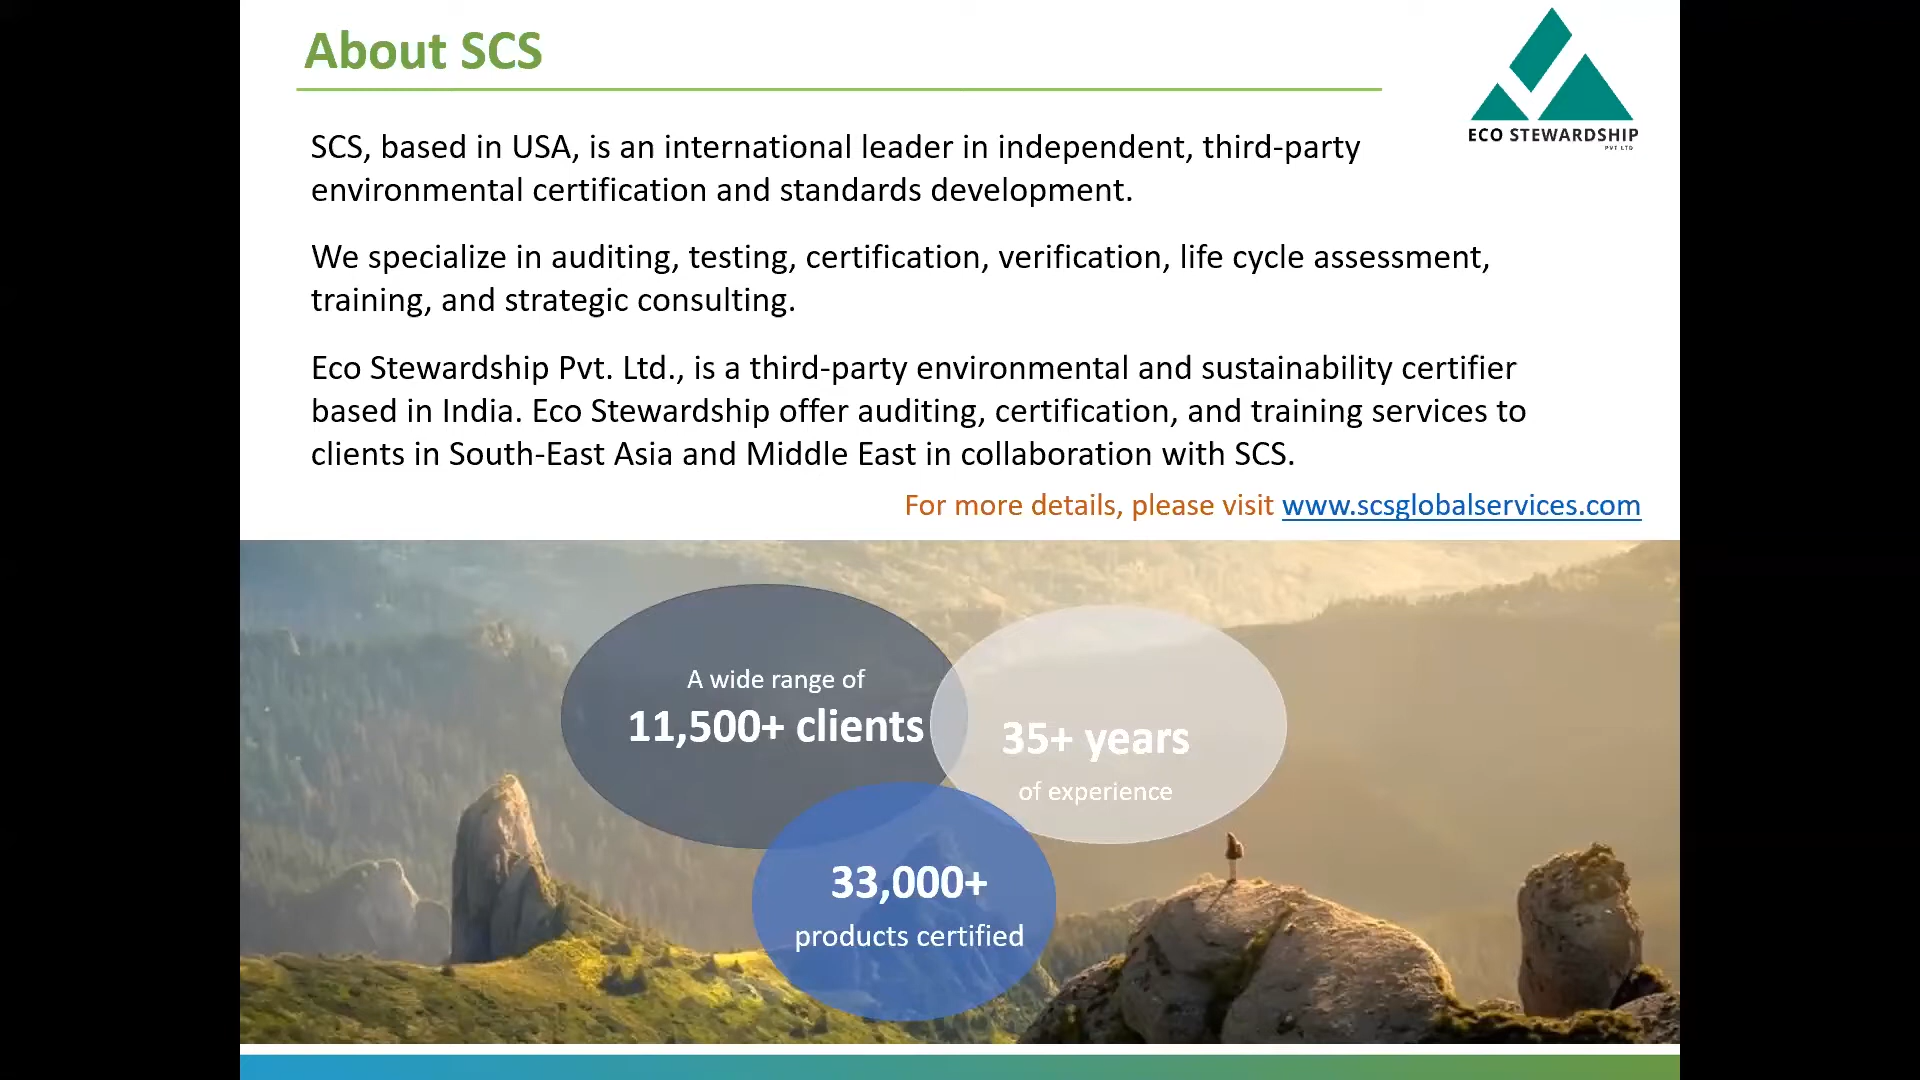 About SCS
ECO STEWARDSHIP
PVT LTD
SCS, based in USA, is an international leader in independent, third-party
environmental certification and standards development.
We specialize in auditing, testing, certification, verification, life cycle assessment,
training, and strategic consulting.
Eco Stewardship Pvt. Ltd., is a third-party environmental and sustainability certifier
based in India. Eco Stewardship offer auditing, certification, and training services to
clients in South-East Asia and Middle East in collaboration with SCS.
For more details, please visit www.scsglobalservices.com
A wide range of
11,500+ clients
35+ years
of experience
33,000+
products certified